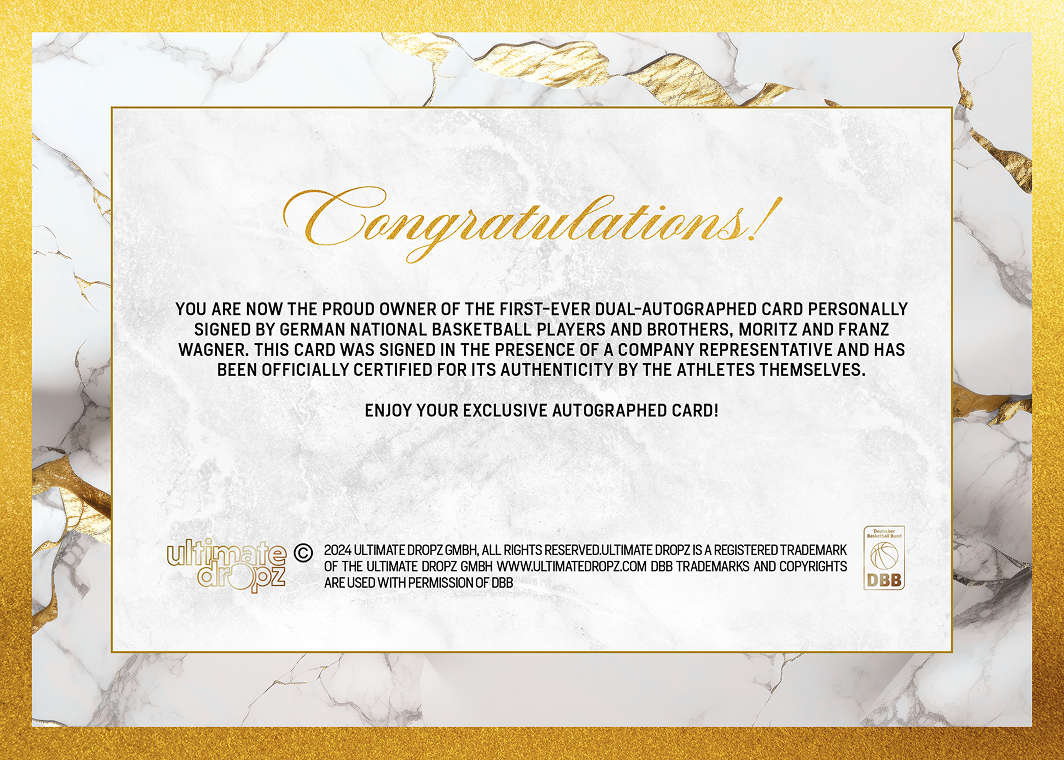 Congratulations!
YOU ARE NOW THE PROUD OWNER OF THE FIRST-EVER DUAL-AUTOGRAPHED CARD PERSONALLY
SIGNED BY GERMAN NATIONAL BASKETBALL PLAYERS AND BROTHERS, MORITZ AND FRANZ
WAGNER. THIS CARD WAS SIGNED IN THE PRESENCE OF A COMPANY REPRESENTATIVE AND HAS
BEEN OFFICIALLY CERTIFIED FOR ITS AUTHENTICITY BY THE ATHLETES THEMSELVES.
ENJOY YOUR EXCLUSIVE AUTOGRAPHED CARD!
ultimate
dropz
© 2024 ULTIMATE DROPZ GMBH, ALL RIGHTS RESERVED.ULTIMATE DROPZ IS A REGISTERED TRADEMARK
OF THE ULTIMATE DROPZ GMBH WWW.ULTIMATEDROPZ.COM DBB TRADEMARKS AND COPYRIGHTS
ARE USED WITH PERMISSION OF DBB
Deutscher
Basketball Bund
DBB